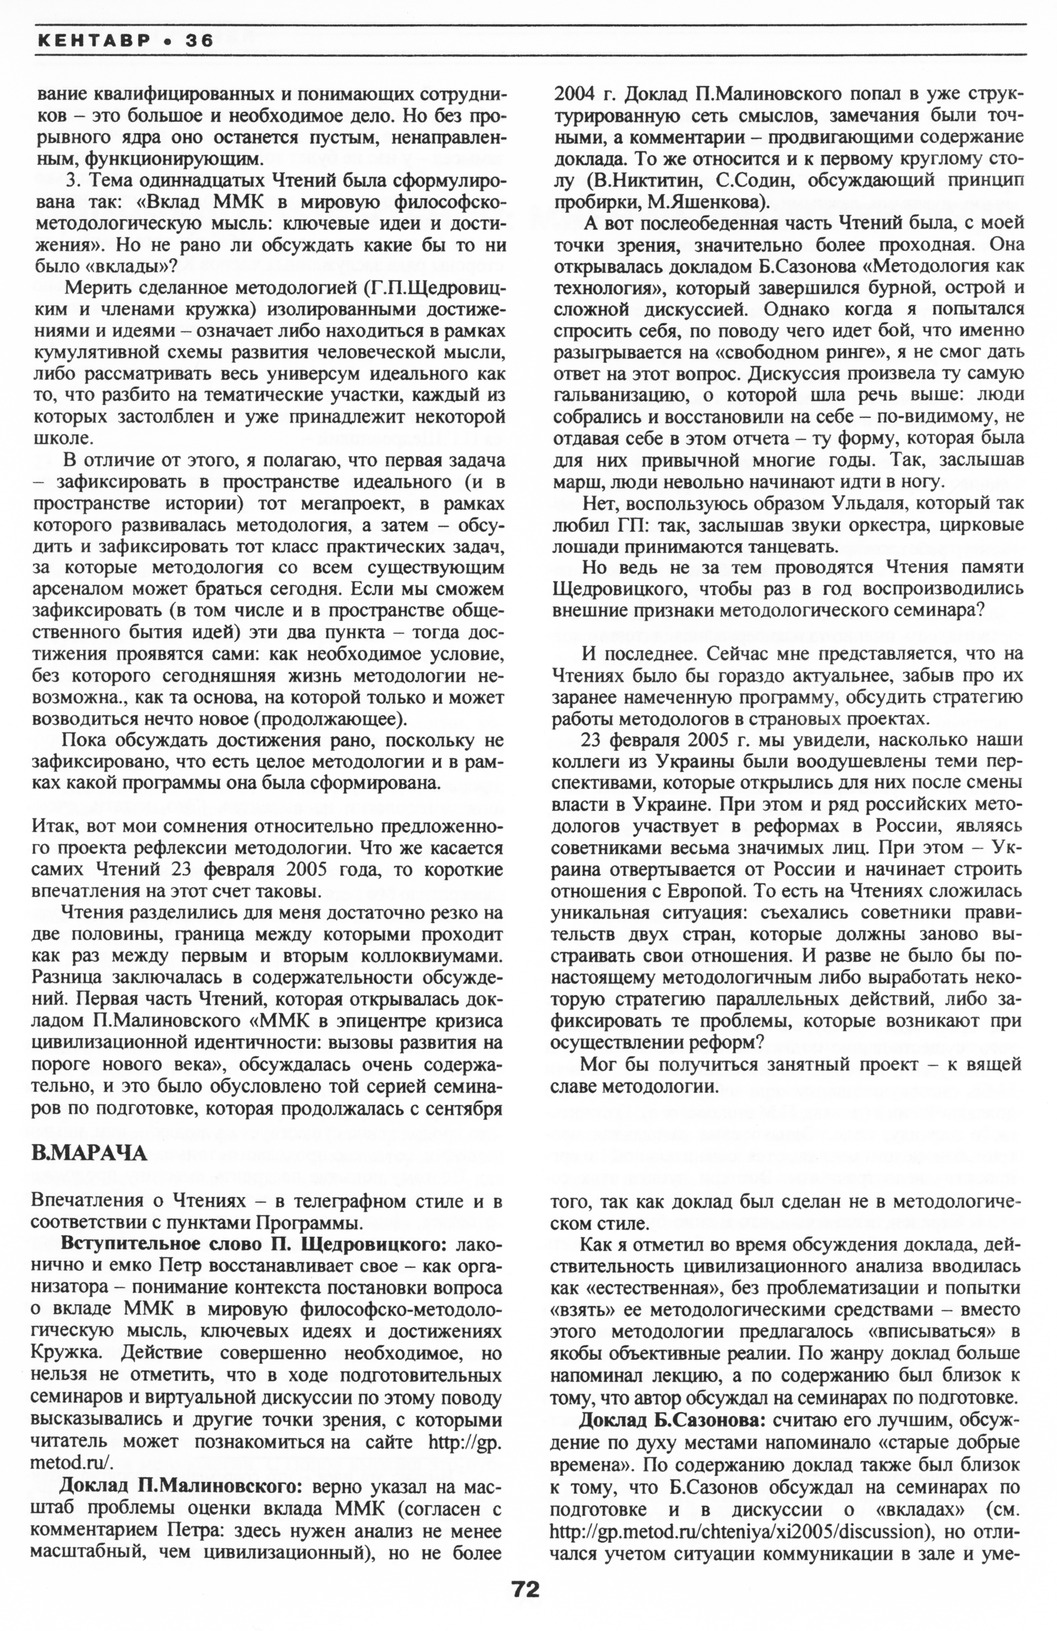 КЕНТАВР • 36
вание квалифицированных и понимающих сотрудни-
ков – это большое и необходимое дело. Но без про-
рывного ядра оно останется пустым, ненаправлен-
ным, функционирующим.
3. Тема одиннадцатых Чтений была сформулиро-
вана так: «Вклад ММК в мировую философско-
методологическую мысль: ключевые идеи и дости-
жения». Но не рано ли обсуждать какие бы то ни
было «вклады»?
Мерить сделанное методологией (Г.П.Щедровиц-
ким и членами кружка) изолированными достиже-
ниями и идеями – означает либо находиться в рамках
кумулятивной схемы развития человеческой мысли,
либо рассматривать весь универсум идеального как
то, что разбито на тематические участки, каждый из
которых застолблен и уже принадлежит некоторой
школе.
В отличие от этого, я полагаю, что первая задача
– зафиксировать в пространстве идеального (и в
пространстве истории) тот мегапроект, в рамках
которого развивалась методология, а затем – обсу-
дить и зафиксировать тот класс практических задач,
за которые методология со всем существующим
арсеналом может браться сегодня. Если мы сможем
зафиксировать (в том числе и в пространстве обще-
ственного бытия идей) эти два пункта – тогда дос-
тижения проявятся сами: как необходимое условие,
без которого сегодняшняя жизнь методологии не-
возможна., как та основа, на которой только и может
возводиться нечто новое (продолжающее).
Пока обсуждать достижения рано, поскольку не
зафиксировано, что есть целое методологии и в рам-
ках какой программы она была сформирована.
Итак, вот мои сомнения относительно предложенно-
го проекта рефлексии методологии. Что же касается
самих Чтений 23 февраля 2005 года, то короткие
впечатления на этот счет таковы.
Чтения разделились для меня достаточно резко на
две половины, граница между которыми проходит
как раз между первым и вторым коллоквиумами.
Разница заключалась в содержательности обсужде-
ний. Первая часть Чтений, которая открывалась док-
ладом П.Малиновского «ММК в эпицентре кризиса
цивилизационной идентичности: вызовы развития на
пороге нового века», обсуждалась очень содержа-
тельно, и это было обусловлено той серией семина-
ров по подготовке, которая продолжалась с сентября
2004 г. Доклад П.Малиновского попал в уже струк-
турированную сеть смыслов, замечания были точ-
ными, а комментарии – продвигающими содержание
доклада. То же относится и к первому круглому сто-
лу (В.Никтитин, С.Содин, обсуждающий принцип
пробирки, М.Яшенкова).
А вот послеобеденная часть Чтений была, с моей
точки зрения, значительно более проходная. Она
открывалась докладом Б.Сазонова «Методология как
технология», который завершился бурной, острой и
сложной дискуссией. Однако когда я попытался
спросить себя, по поводу чего идет бой, что именно
разыгрывается на «свободном ринге», я не смог дать
ответ на этот вопрос. Дискуссия произвела ту самую
гальванизацию, о которой шла речь выше: люди
собрались и восстановили на себе – по-видимому, не
отдавая себе в этом отчета – ту форму, которая была
для них привычной многие годы. Так, заслышав
марш, люди невольно начинают идти в ногу.
Нет, воспользуюсь образом Ульдаля, который так
любил ГП: так, заслышав звуки оркестра, цирковые
лошади принимаются танцевать.
Но ведь не за тем проводятся Чтения памяти
Щедровицкого, чтобы раз в год воспроизводились
внешние признаки методологического семинара?
И последнее. Сейчас мне представляется, что на
Чтениях было бы гораздо актуальнее, забыв про их
заранее намеченную программу, обсудить стратегию
работы методологов в страновых проектах.
23 февраля 2005 г. мы увидели, насколько наши
коллеги из Украины были воодушевлены теми пер-
спективами, которые открылись для них после смены
власти в Украине. При этом и ряд российских мето-
дологов участвует в реформах в России, являясь
советниками весьма значимых лиц. При этом – Ук-
раина отвертывается от России и начинает строить
отношения с Европой. То есть на Чтениях сложилась
уникальная ситуация: съехались советники прави-
тельств двух стран, которые должны заново вы-
страивать свои отношения. И разве не было бы по-
настоящему методологичным либо выработать неко-
торую стратегию параллельных действий, либо за-
фиксировать те проблемы, которые возникают при
осуществлении реформ?
Мог бы получиться занятный проект – к вящей
славе методологии.
В.МАРАЧА
Впечатления о Чтениях – в телеграфном стиле и в
соответствии с пунктами Программы.
Вступительное слово П. Щедровицкого: лако-
нично и емко Петр восстанавливает свое – как орга-
низатора – понимание контекста постановки вопроса
о вкладе ММК в мировую философско-методоло-
гическую мысль, ключевых идеях и достижениях
Кружка. Действие совершенно необходимое, но
нельзя не отметить, что в ходе подготовительных
семинаров и виртуальной дискуссии по этому поводу
высказывались и другие точки зрения, с которыми
читатель может познакомиться на сайте http://gp.
metod.ru/.
Доклад П.Малиновского: верно указал на мас-
штаб проблемы оценки вклада ММК (согласен с
комментарием Петра: здесь нужен анализ не менее
масштабный, чем цивилизационный), но не более
того, так как доклад был сделан не в методологиче-
ском стиле.
Как я отметил во время обсуждения доклада, дей-
ствительность цивилизационного анализа вводилась
как «естественная», без проблематизации и попытки
«взять» ее методологическими средствами – вместо
этого методологии предлагалось «вписываться» в
якобы объективные реалии. По жанру доклад больше
напоминал лекцию, а по содержанию был близок к
тому, что автор обсуждал на семинарах по подготовке.
Доклад Б.Сазонова: считаю его лучшим, обсуж-
дение по духу местами напоминало «старые добрые
времена». По содержанию доклад также был близок
к тому, что Б.Сазонов обсуждал на семинарах по
подготовке и в дискуссии о «вкладах» (см.
http://gp.metod.ru/chteniya/xi2005/discussion), но отли-
чался учетом ситуации коммуникации в зале и уме-
72